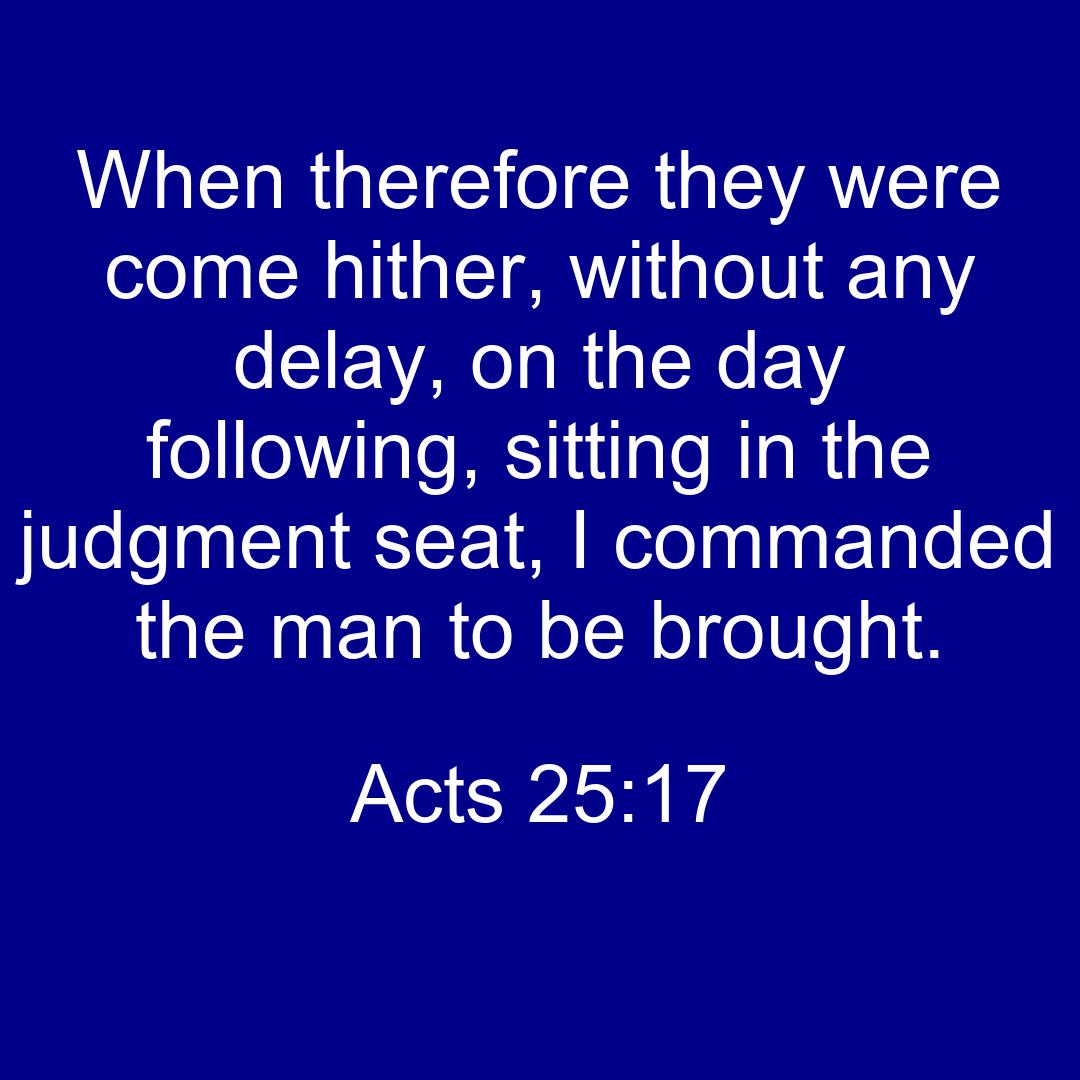 When therefore they were
come hither, without any
delay, on the day
following, sitting in the
judgment seat, I commanded
the man to be brought.
Acts 25:17